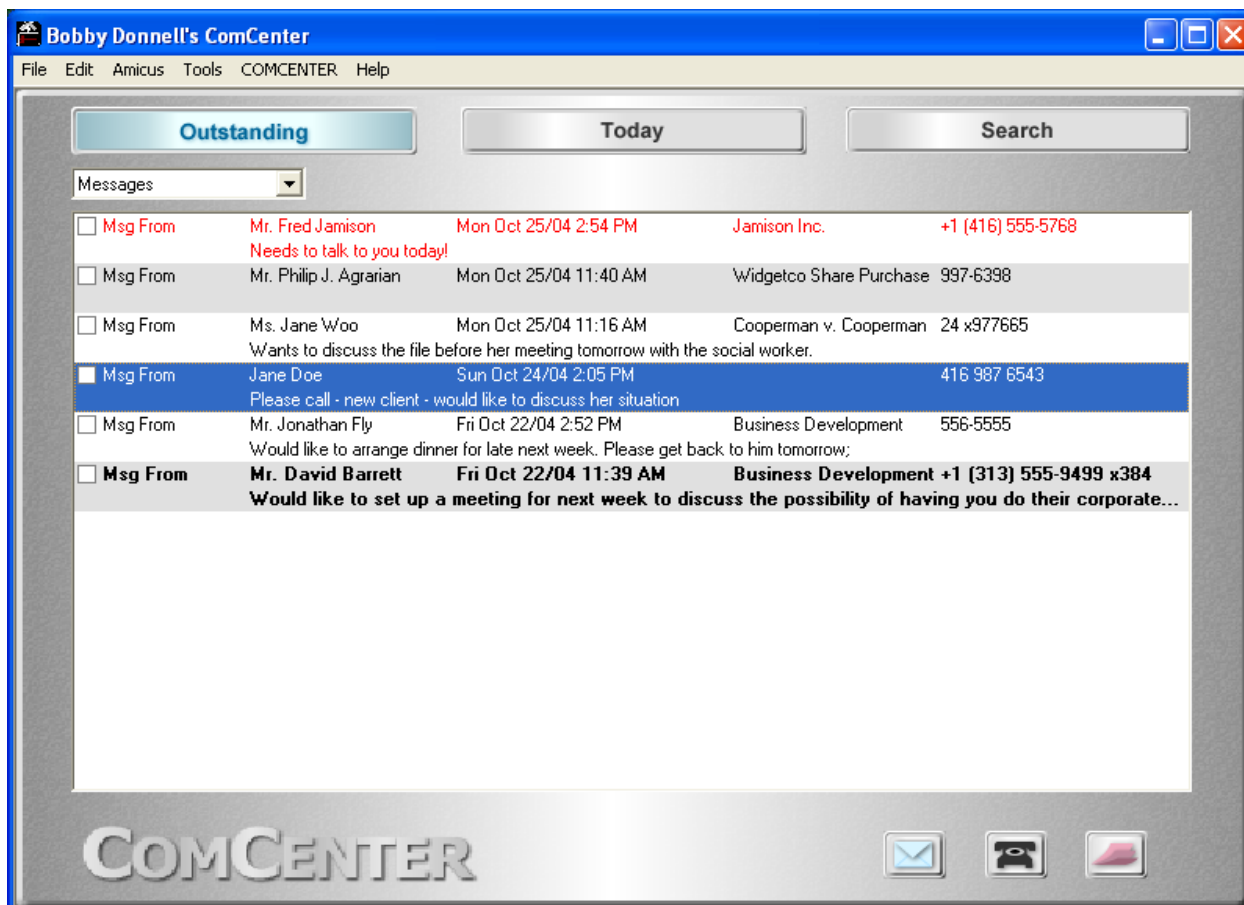 Bobby Donnell's ComCenter
File Edit Amicus Tools COMCENTER Help
Outstanding Today Search
Messages
Msg From Mr. Fred Jamison Mon Oct 25/04 2:54 PM Jamison Inc. +1 (416) 555-5768
Needs to talk to you today!
Msg From Mr. Philip J. Agrarian Mon Oct 25/04 11:40 AM Widgetco Share Purchase 997-6398
Msg From Ms. Jane Woo Mon Oct 25/04 11:16 AM Cooperman v. Cooperman 24 x977665
Wants to discuss the file before her meeting tomorrow with the social worker.
Msg From Jane Doe Sun Oct 24/04 2:05 PM 416 987 6543
Please call - new client - would like to discuss her situation
Msg From Mr. Jonathan Fly Fri Oct 22/04 2:52 PM Business Development 556-5555
Would like to arrange dinner for late next week. Please get back to him tomorrow;
Msg From Mr. David Barrett Fri Oct 22/04 11:39 AM Business Development +1 (313) 555-9499 x384
Would like to set up a meeting for next week to discuss the possibility of having you do their corporate...
COMCENTER